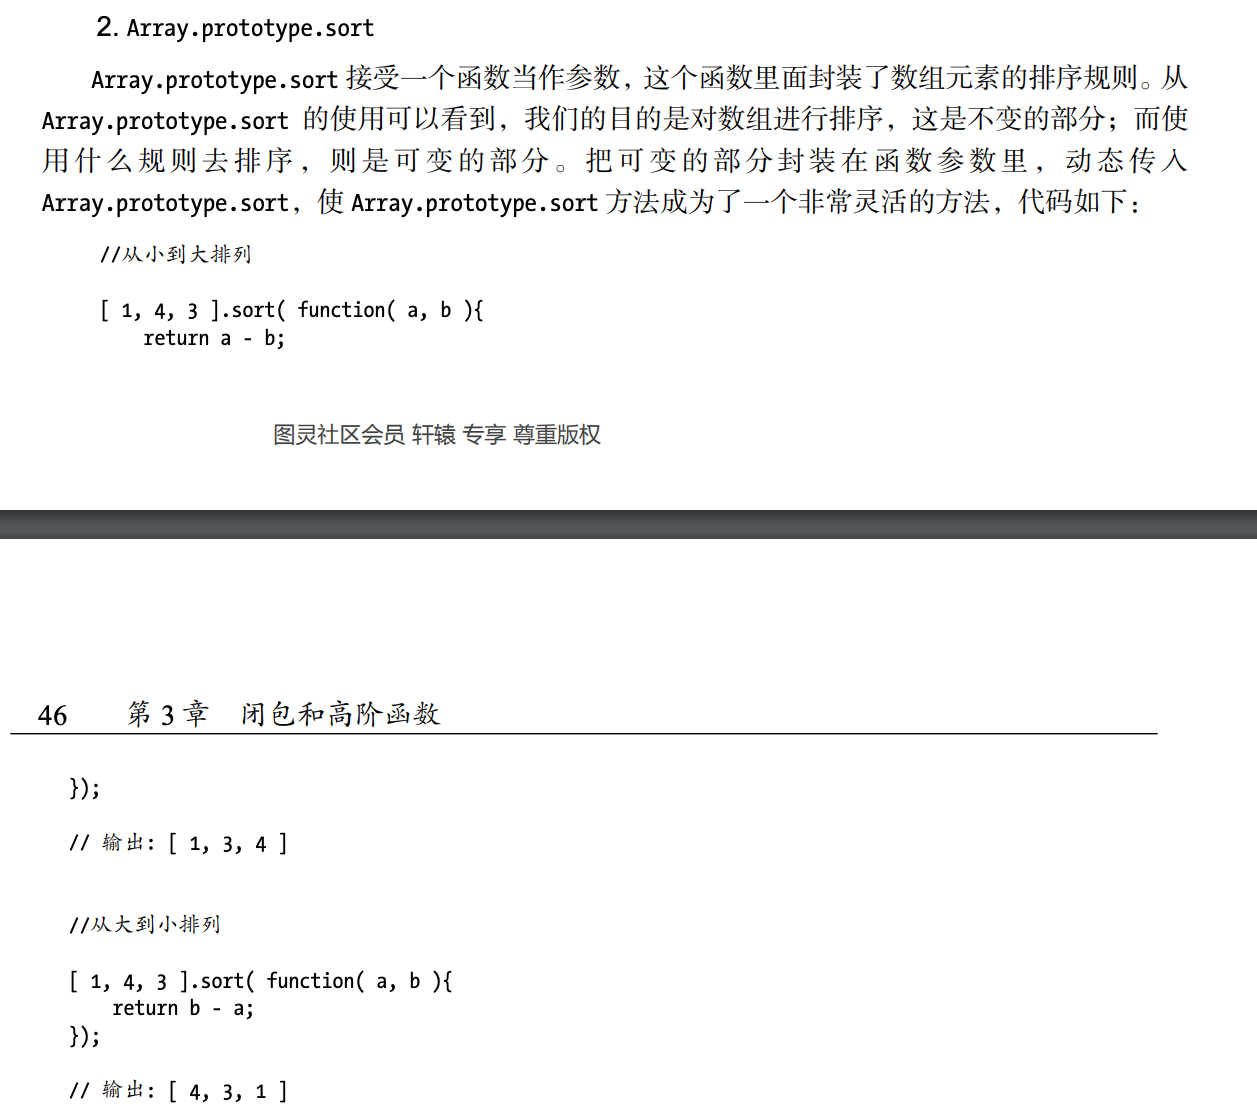 2. Array.prototype.sort
Array.prototype.sort 接受一个函数当作参数，这个函数里面封装了数组元素的排序规则。从
Array.prototype.sort 的使用可以看到，我们的目的是对数组进行排序，这是不变的部分；而使
用什么规则去排序，则是可变的部分。把可变的部分封装在函数参数里，动态传入
Array.prototype.sort，使 Array.prototype.sort 方法成为了一个非常灵活的方法，代码如下：
//从小到大排列
[ 1, 4, 3 ].sort( function( a, b ){
return a - b;
图灵社区会员 轩辕 专享 尊重版权
46 第 3 章 闭包和高阶函数
});
// 输出: [ 1, 3, 4 ]
//从大到小排列
[ 1, 4, 3 ].sort( function( a, b ){
return b - a;
});
// 输出: [ 4, 3, 1 ]